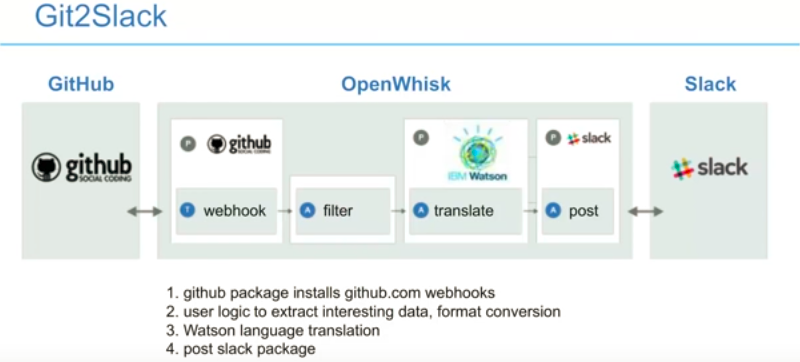 Git2Slack
GitHub
OpenWhisk
Slack
github
SOCIAL CODING
P
github
SOCIAL CODING
T webhook
A filter
P
IBM Watson
A translate
P slack
A post
slack
1. github package installs github.com webhooks
2. user logic to extract interesting data, format conversion
3. Watson language translation
4. post slack package